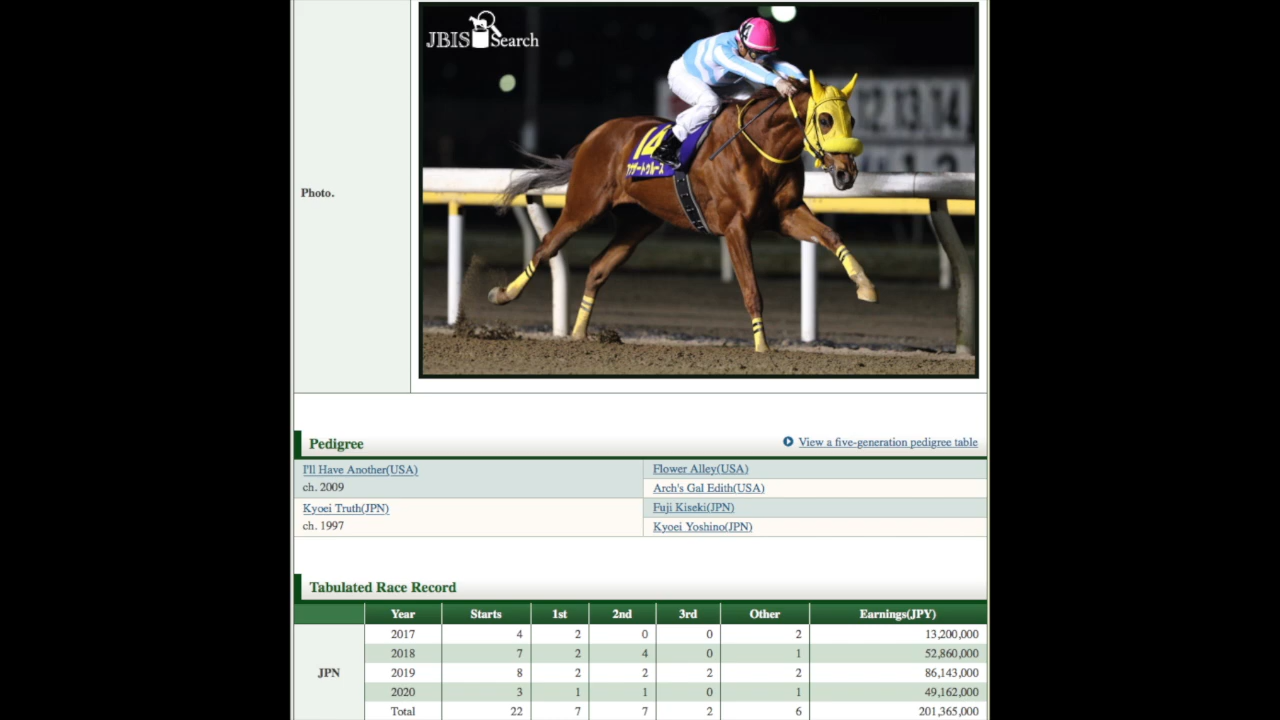 JBIS Search
12.13.14
14
Photo.
Pedigree
View a five-generation pedigree table
I'll Have Another(USA)
ch. 2009
Flower Alley(USA)
Arch's Gal Edith(USA)
Kyoei Truth(JPN)
ch. 1997
Fuji Kiseki(JPN)
Kyoei Yoshino(JPN)
Tabulated Race Record
Year Starts 1st 2nd 3rd Other Earnings(JPY)
JPN
2017 4 2 0 0 2 13,200,000
2018 7 2 4 0 1 52,860,000
2019 8 2 2 2 2 86,143,000
2020 3 1 1 0 1 49,162,000
Total 22 7 7 2 6 201,365,000